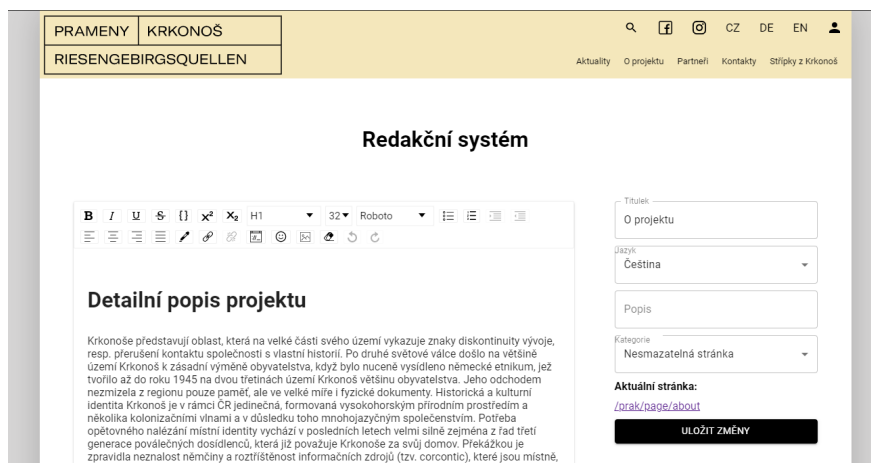 PRAMENY KRKONOŠ
RIESENGEBIRGSQUELLEN
CZ DE EN
Aktuality O projektu Partneři Kontakty Střípky z Krkonoš
Redakční systém
B I U S {} x² X₂ H1 32 Roboto
Detailní popis projektu
Krkonoše představují oblast, která na velké části svého území vykazuje znaky diskontinuity vývoje,
resp. přerušení kontaktu společnosti s vlastní historií. Po druhé světové válce došlo na většině
území Krkonoš k zásadní výměně obyvatelstva, když bylo nuceně vysídleno německé etnikum, jež
tvořilo až do roku 1945 na dvou třetinách území Krkonoš většinu obyvatelstva. Jeho odchodem
nezmizela z regionu pouze paměť, ale ve velké míře i fyzické dokumenty. Historická a kulturní
identita Krkonoš je v rámci ČR jedinečná, formovaná vysokohorským přírodním prostředím a
několika kolonizačními vlnami a v důsledku toho mnohojazyčným společenstvím. Potřeba
opětovného nalézání místní identity vychází v posledních letech velmi silně zejména z řad třetí
generace poválečných dosídlenců, která již považuje Krkonoše za svůj domov. Překážkou je
zpravidla neznalost němčiny a roztříštěnost informačních zdrojů (tzv. corcontic), které jsou místně,
Titulek
O projektu
Jazyk
Čeština
Popis
Kategorie
Nesmazatelná stránka
Aktuální stránka:
/prak/page/about
ULOŽIT ZMĚNY